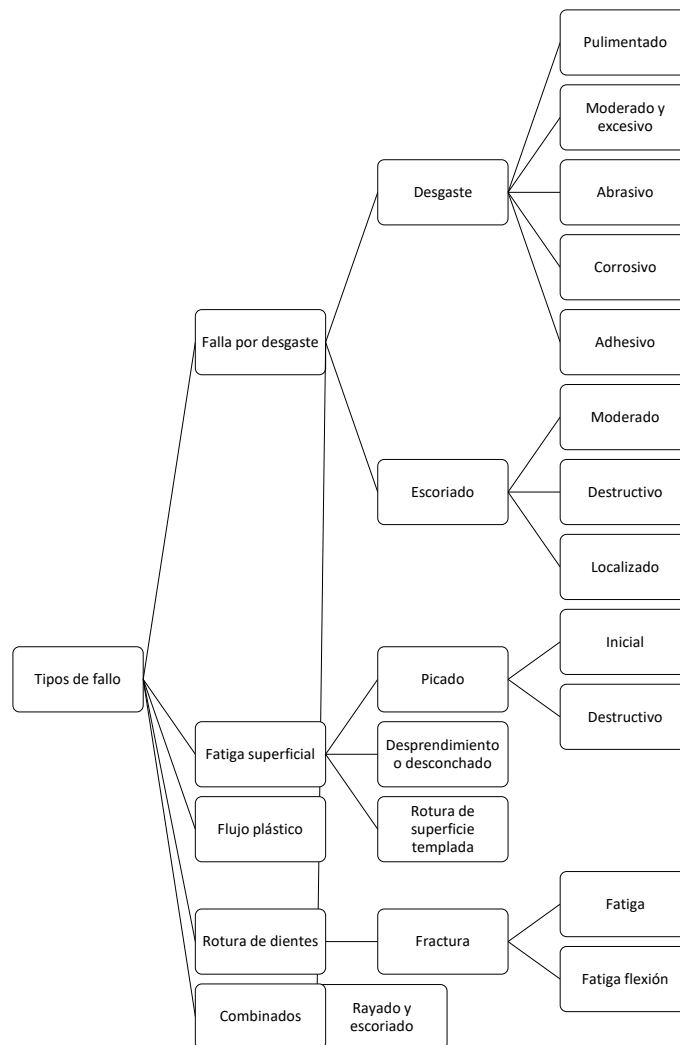 Pulimentado
Moderado y
excesivo
Desgaste
Abrasivo
Corrosivo
Falla por desgaste
Adhesivo
Moderado
Escoriado
Destructivo
Localizado
Inicial
Tipos de fallo
Picado
Destructivo
Fatiga superficial
Desprendimiento
o desconchado
Flujo plástico
Rotura de
superficie
templada
Fatiga
Rotura de dientes
Fractura
Fatiga flexión
Combinados
Rayado y
escoriado